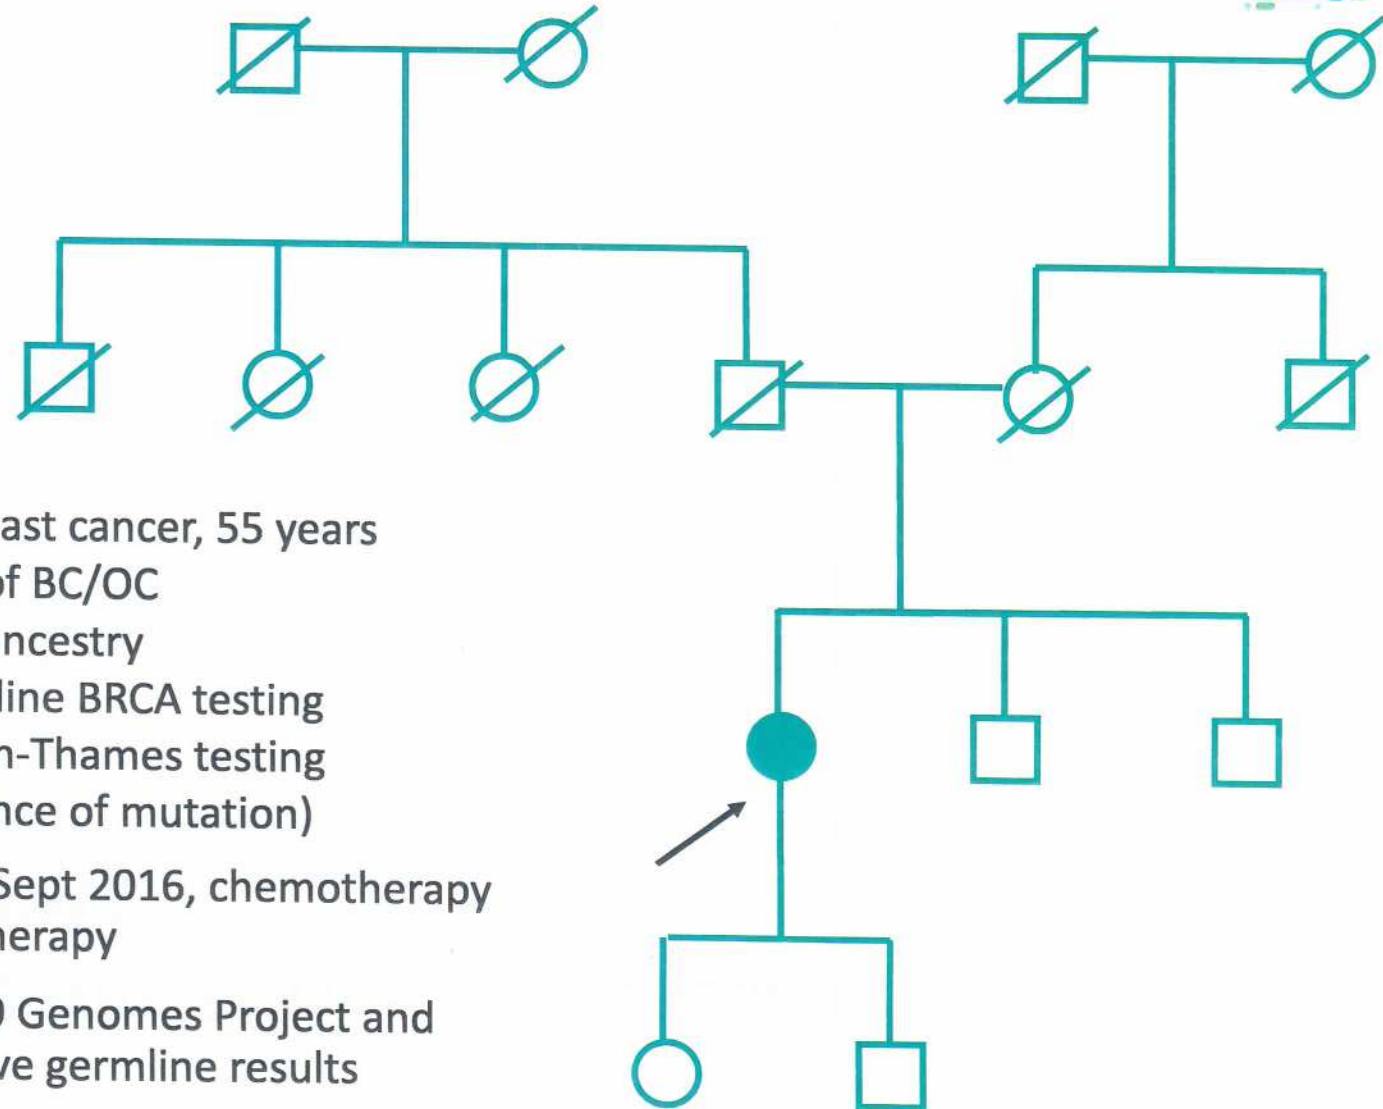 ast cancer, 55 years
of BC/OC
ncestry
line BRCA testing
n-Thames testing
nce of mutation)
Sept 2016, chemotherapy
herapy
0 Genomes Project and
ve germline results